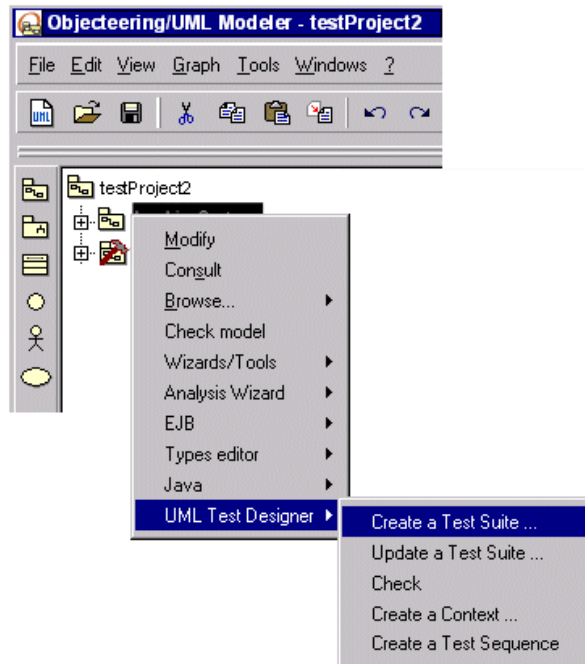 Objecteering/UML Modeler - testProject2
File Edit View Graph Tools Windows ?
UML
testProject2
Modify
Consult
Browse...
Check model
Wizards/Tools
Analysis Wizard
EJB
Types editor
Java
UML Test Designer
Create a Test Suite ...
Update a Test Suite ...
Check
Create a Context ...
Create a Test Sequence